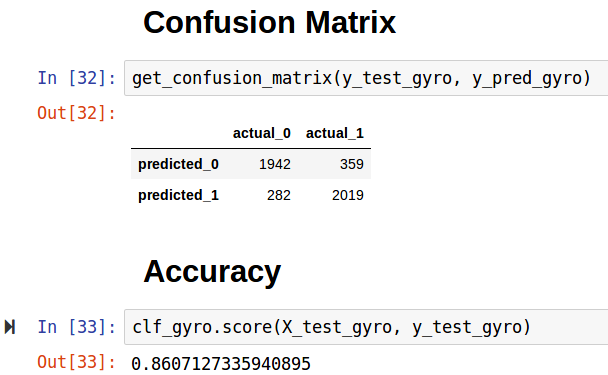 Confusion Matrix
In [32]: get_confusion_matrix(y_test_gyro, y_pred_gyro)
Out[32]:
actual_0 actual_1
predicted_0 1942 359
predicted_1 282 2019
Accuracy
In [33]: clf_gyro.score(X_test_gyro, y_test_gyro)
Out[33]: 0.8607127335940895